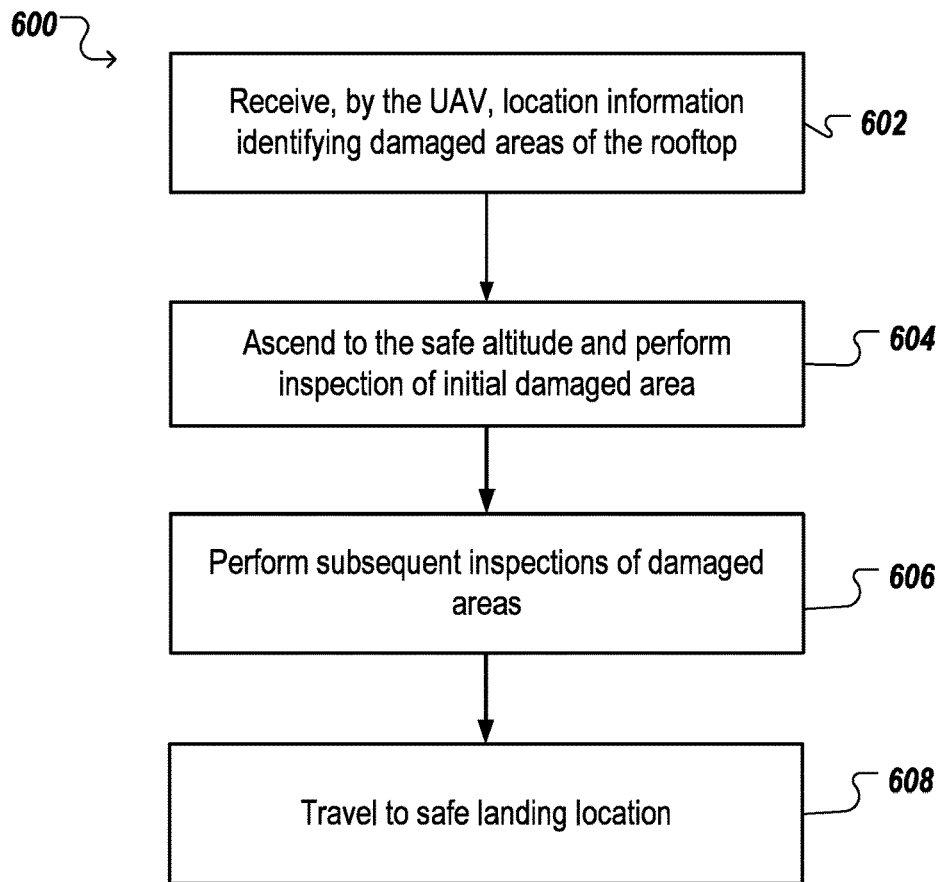 600
Receive, by the UAV, location information
identifying damaged areas of the rooftop
602
Ascend to the safe altitude and perform
inspection of initial damaged area
604
Perform subsequent inspections of damaged
areas
606
Travel to safe landing location
608